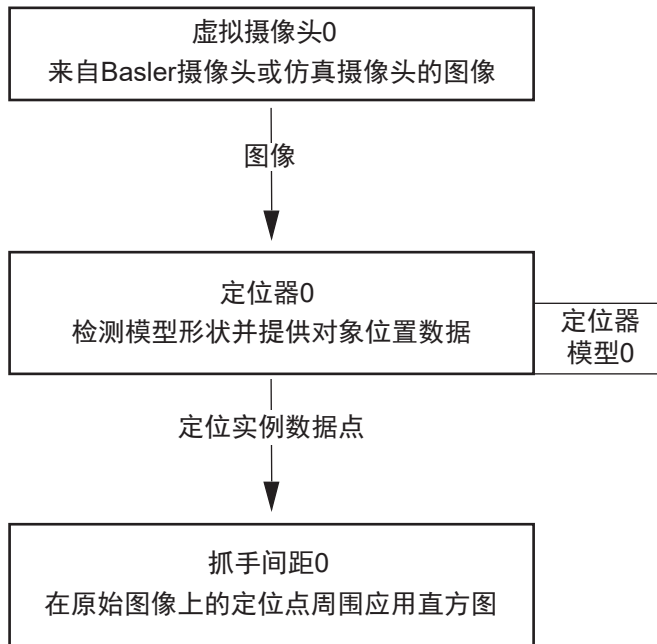 虚拟摄像头0
来自Basler摄像头或仿真摄像头的图像
图像
定位器0
检测模型形状并提供对象位置数据
定位器
模型0
定位实例数据点
抓手间距0
在原始图像上的定位点周围应用直方图